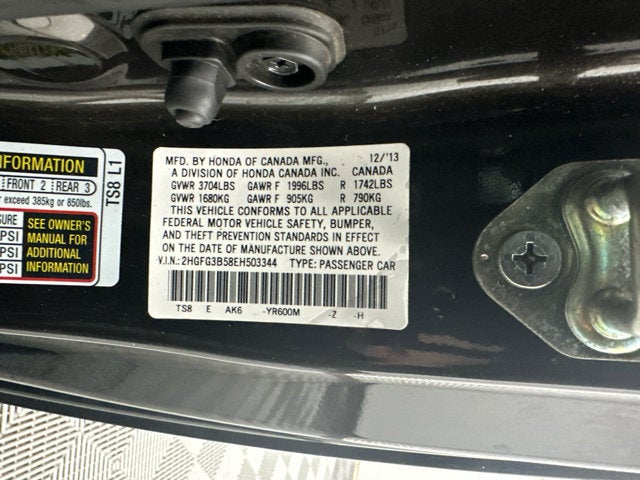 INFORMATION
FRONT 2 REAR 3
exceed 385kg or 850lbs.
SEE OWNER'S
PSI MANUAL FOR
PSI ADDITIONAL
PSI INFORMATION
TS8 L1
MFD. BY HONDA OF CANADA MFG., 12/'13
A DIVISION OF HONDA CANADA INC. CANADA
GVWR 3704LBS GAWR F 1996LBS R 1742LBS
GVWR 1680KG GAWR F 905KG R 790KG
THIS VEHICLE CONFORMS TO ALL APPLICABLE
FEDERAL MOTOR VEHICLE SAFETY, BUMPER,
AND THEFT PREVENTION STANDARDS IN EFFECT
ON THE DATE OF MANUFACTURE SHOWN ABOVE.
V.I.N.: 2HGFG3B58EH503344 TYPE: PASSENGER CAR
TS8 E AK6 -YR600M -Z -H